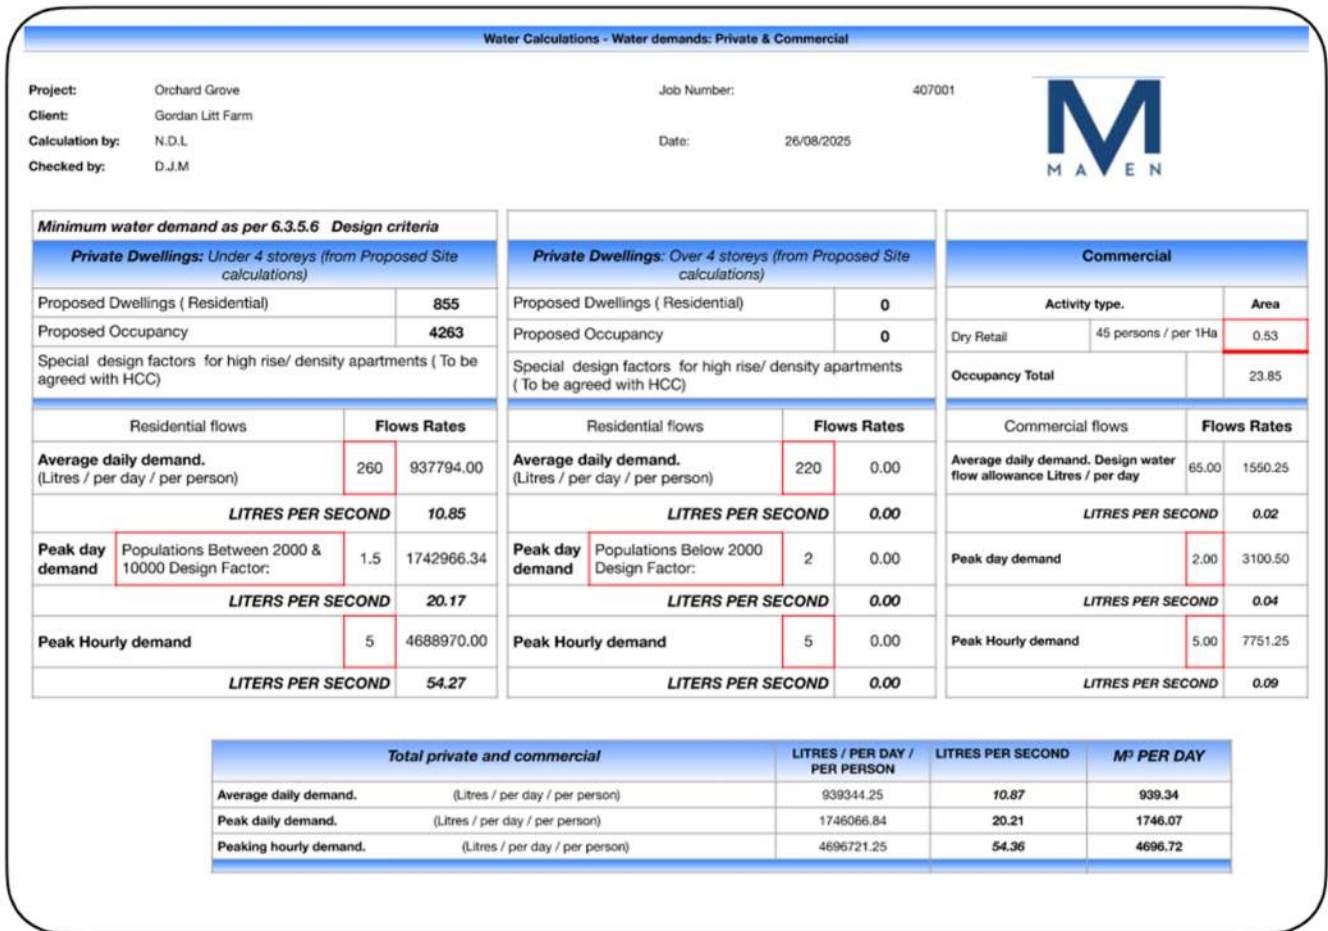 Water Calculations - Water demands: Private & Commercial
Project: Orchard Grove Job Number: 407001
Client: Gordan Litt Farm
Calculation by: N.D.L Date: 26/08/2025
Checked by: D.J.M
MAVEN
Minimum water demand as per 6.3.5.6 Design criteria
Private Dwellings: Under 4 storeys (from Proposed Site
calculations)
Proposed Dwellings ( Residential) 855
Proposed Occupancy 4263
Special design factors for high rise/ density apartments ( To be
agreed with HCC)
Residential flows Flows Rates
Average daily demand.
(Litres / per day / per person) 260 937794.00
LITRES PER SECOND 10.85
Peak day
demand
Populations Between 2000 &
10000 Design Factor: 1.5 1742966.34
LITERS PER SECOND 20.17
Peak Hourly demand 5 4688970.00
LITERS PER SECOND 54.27
Private Dwellings: Over 4 storeys (from Proposed Site
calculations)
Proposed Dwellings ( Residential) 0
Proposed Occupancy 0
Special design factors for high rise/ density apartments
( To be agreed with HCC)
Residential flows Flows Rates
Average daily demand.
(Litres / per day / per person) 220 0.00
LITRES PER SECOND 0.00
Peak day
demand
Populations Below 2000
Design Factor: 2 0.00
LITERS PER SECOND 0.00
Peak Hourly demand 5 0.00
LITERS PER SECOND 0.00
Commercial
Activity type. Area
Dry Retail 45 persons / per 1Ha 0.53
Occupancy Total 23.85
Commercial flows Flows Rates
Average daily demand. Design water
flow allowance Litres / per day 65.00 1550.25
LITRES PER SECOND 0.02
Peak day demand 2.00 3100.50
LITRES PER SECOND 0.04
Peak Hourly demand 5.00 7751.25
LITRES PER SECOND 0.09
Total private and commercial LITRES / PER DAY / LITRES PER SECOND M³ PER DAY
PER PERSON
Average daily demand. (Litres / per day / per person) 939344.25 10.87 939.34
Peak daily demand. (Litres / per day / per person) 1746066.84 20.21 1746.07
Peaking hourly demand. (Litres / per day / per person) 4696721.25 54.36 4696.72